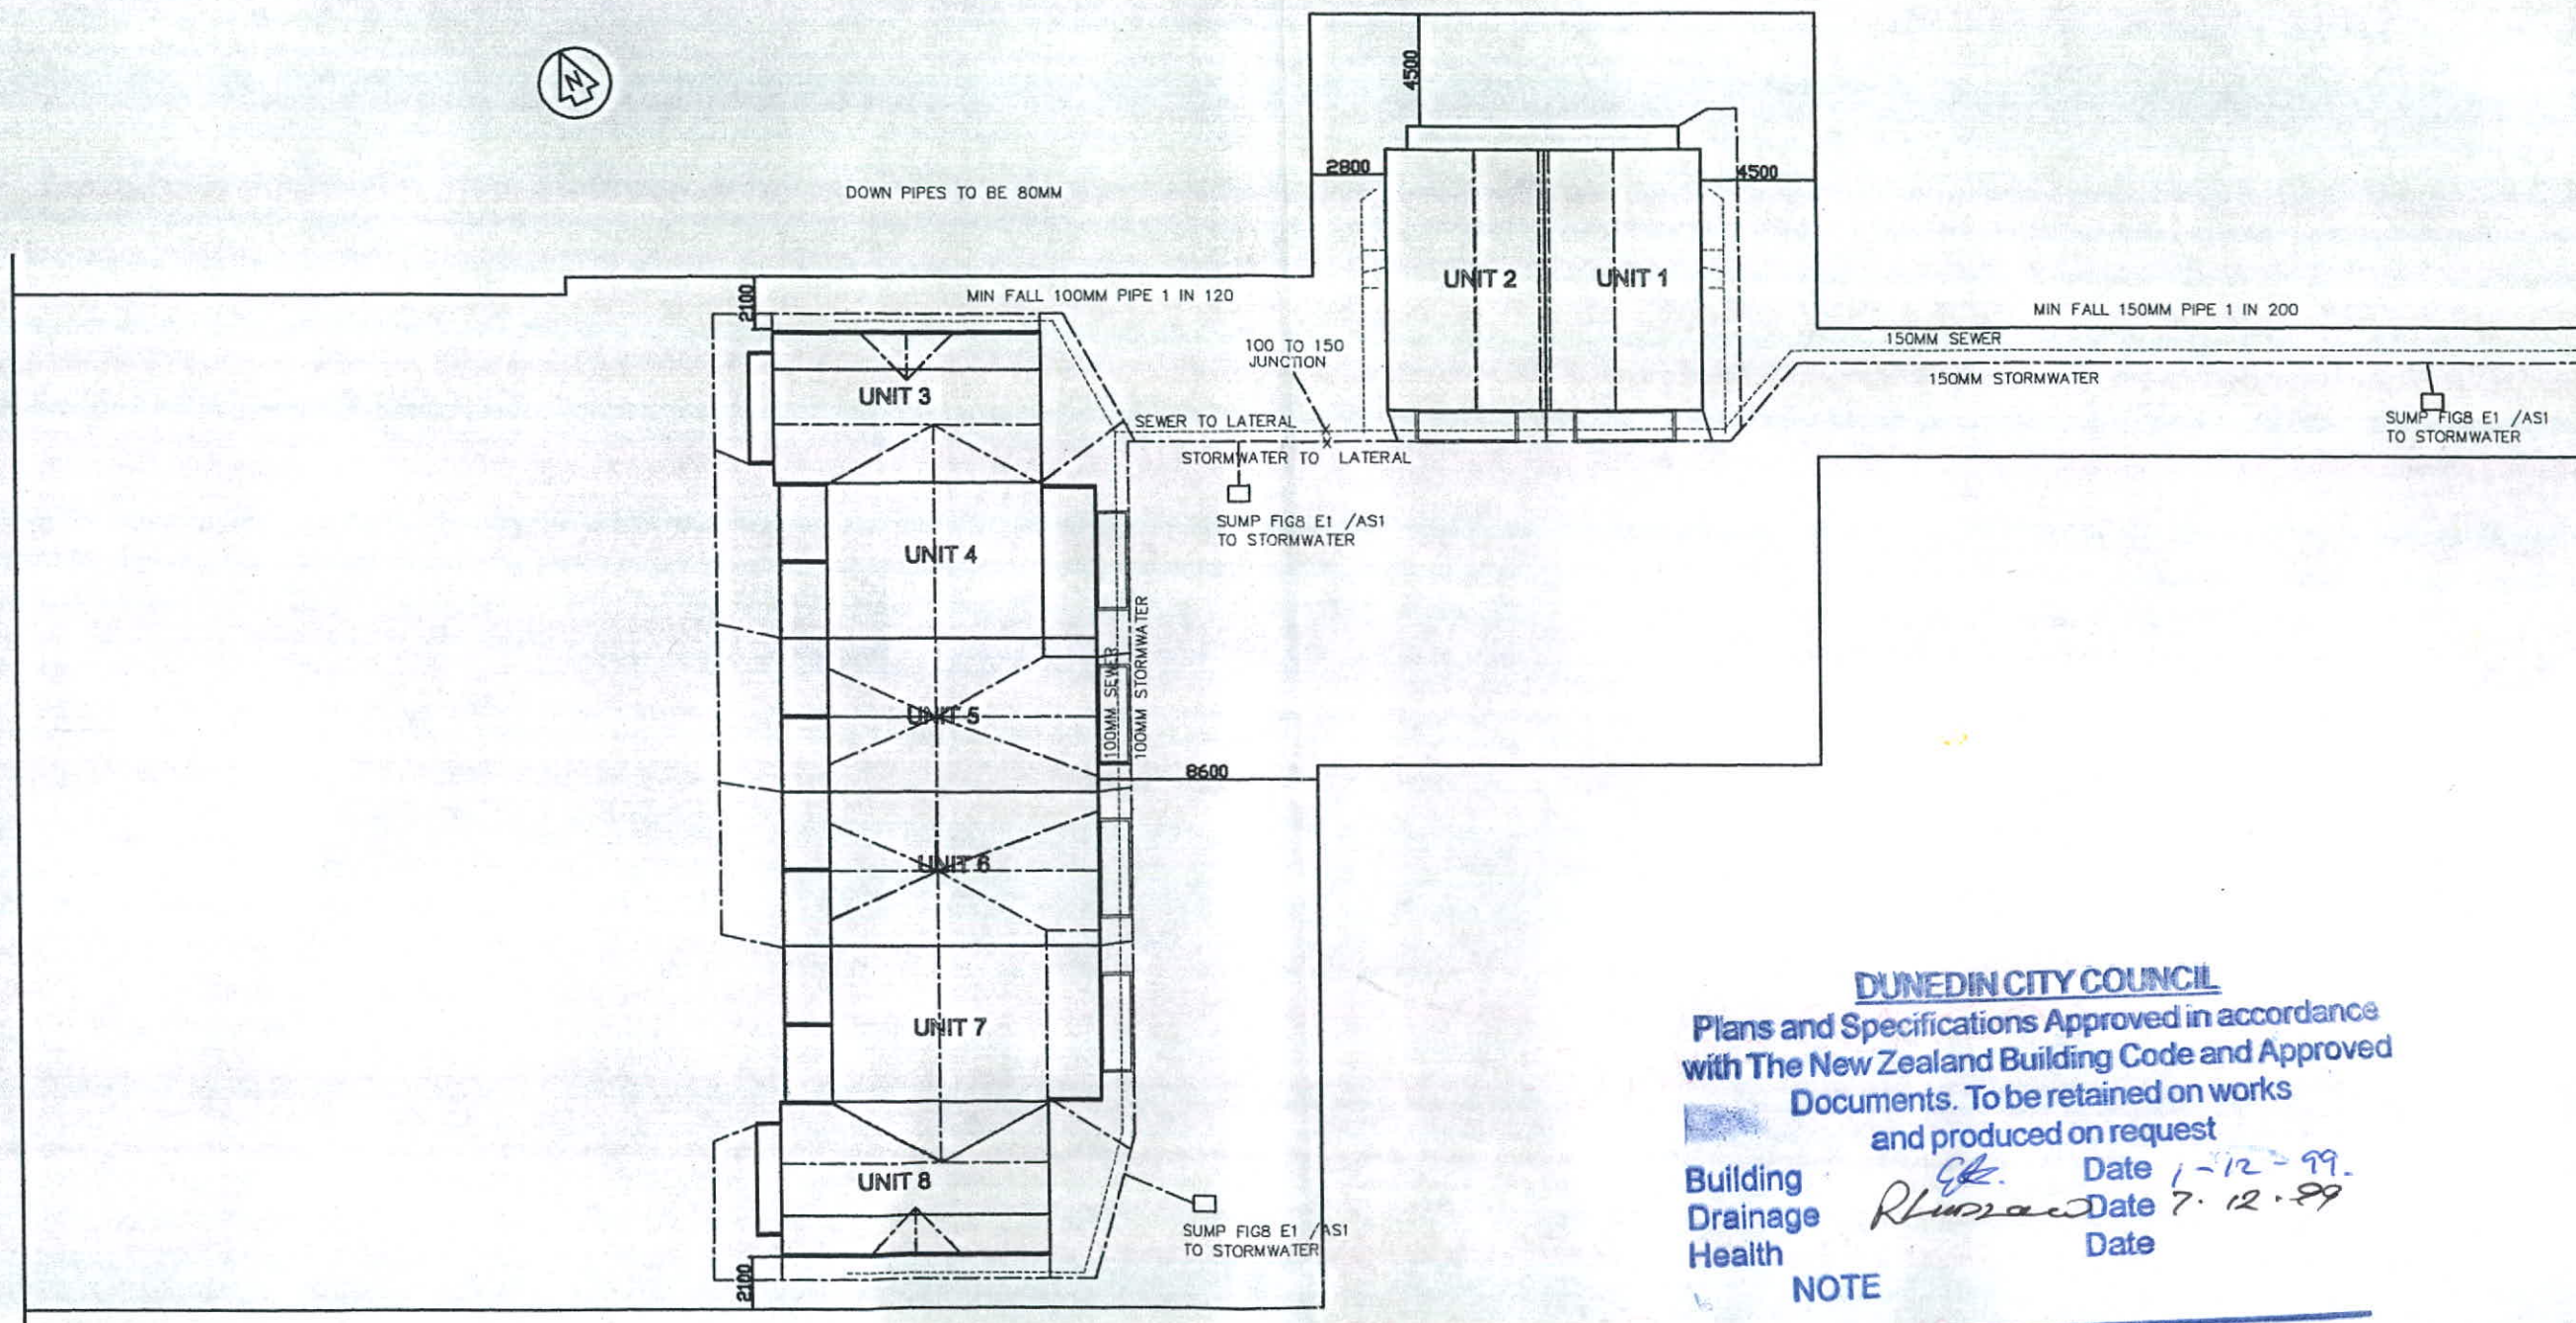 N
4500
2800
4500
DOWN PIPES TO BE 80MM
UNIT 2
UNIT 1
2100
MIN FALL 100MM PIPE 1 IN 120
MIN FALL 150MM PIPE 1 IN 200
150MM SEWER
150MM STORMWATER
100 TO 150
JUNCTION
UNIT 3
SEWER TO LATERAL
STORMWATER TO LATERAL
SUMP FIG8 E1 /AS1
TO STORMWATER
SUMP FIG8 E1 /AS1
TO STORMWATER
UNIT 4
100MM SEWER
100MM STORMWATER
UNIT 5
8600
UNIT 6
UNIT 7
UNIT 8
SUMP FIG8 E1 /AS1
TO STORMWATER
2100
DUNEDIN CITY COUNCIL
Plans and Specifications Approved in accordance
with The New Zealand Building Code and Approved
Documents. To be retained on works
and produced on request
Building Date 1-12-99.
Drainage Date 7.12.99
Health Date
NOTE